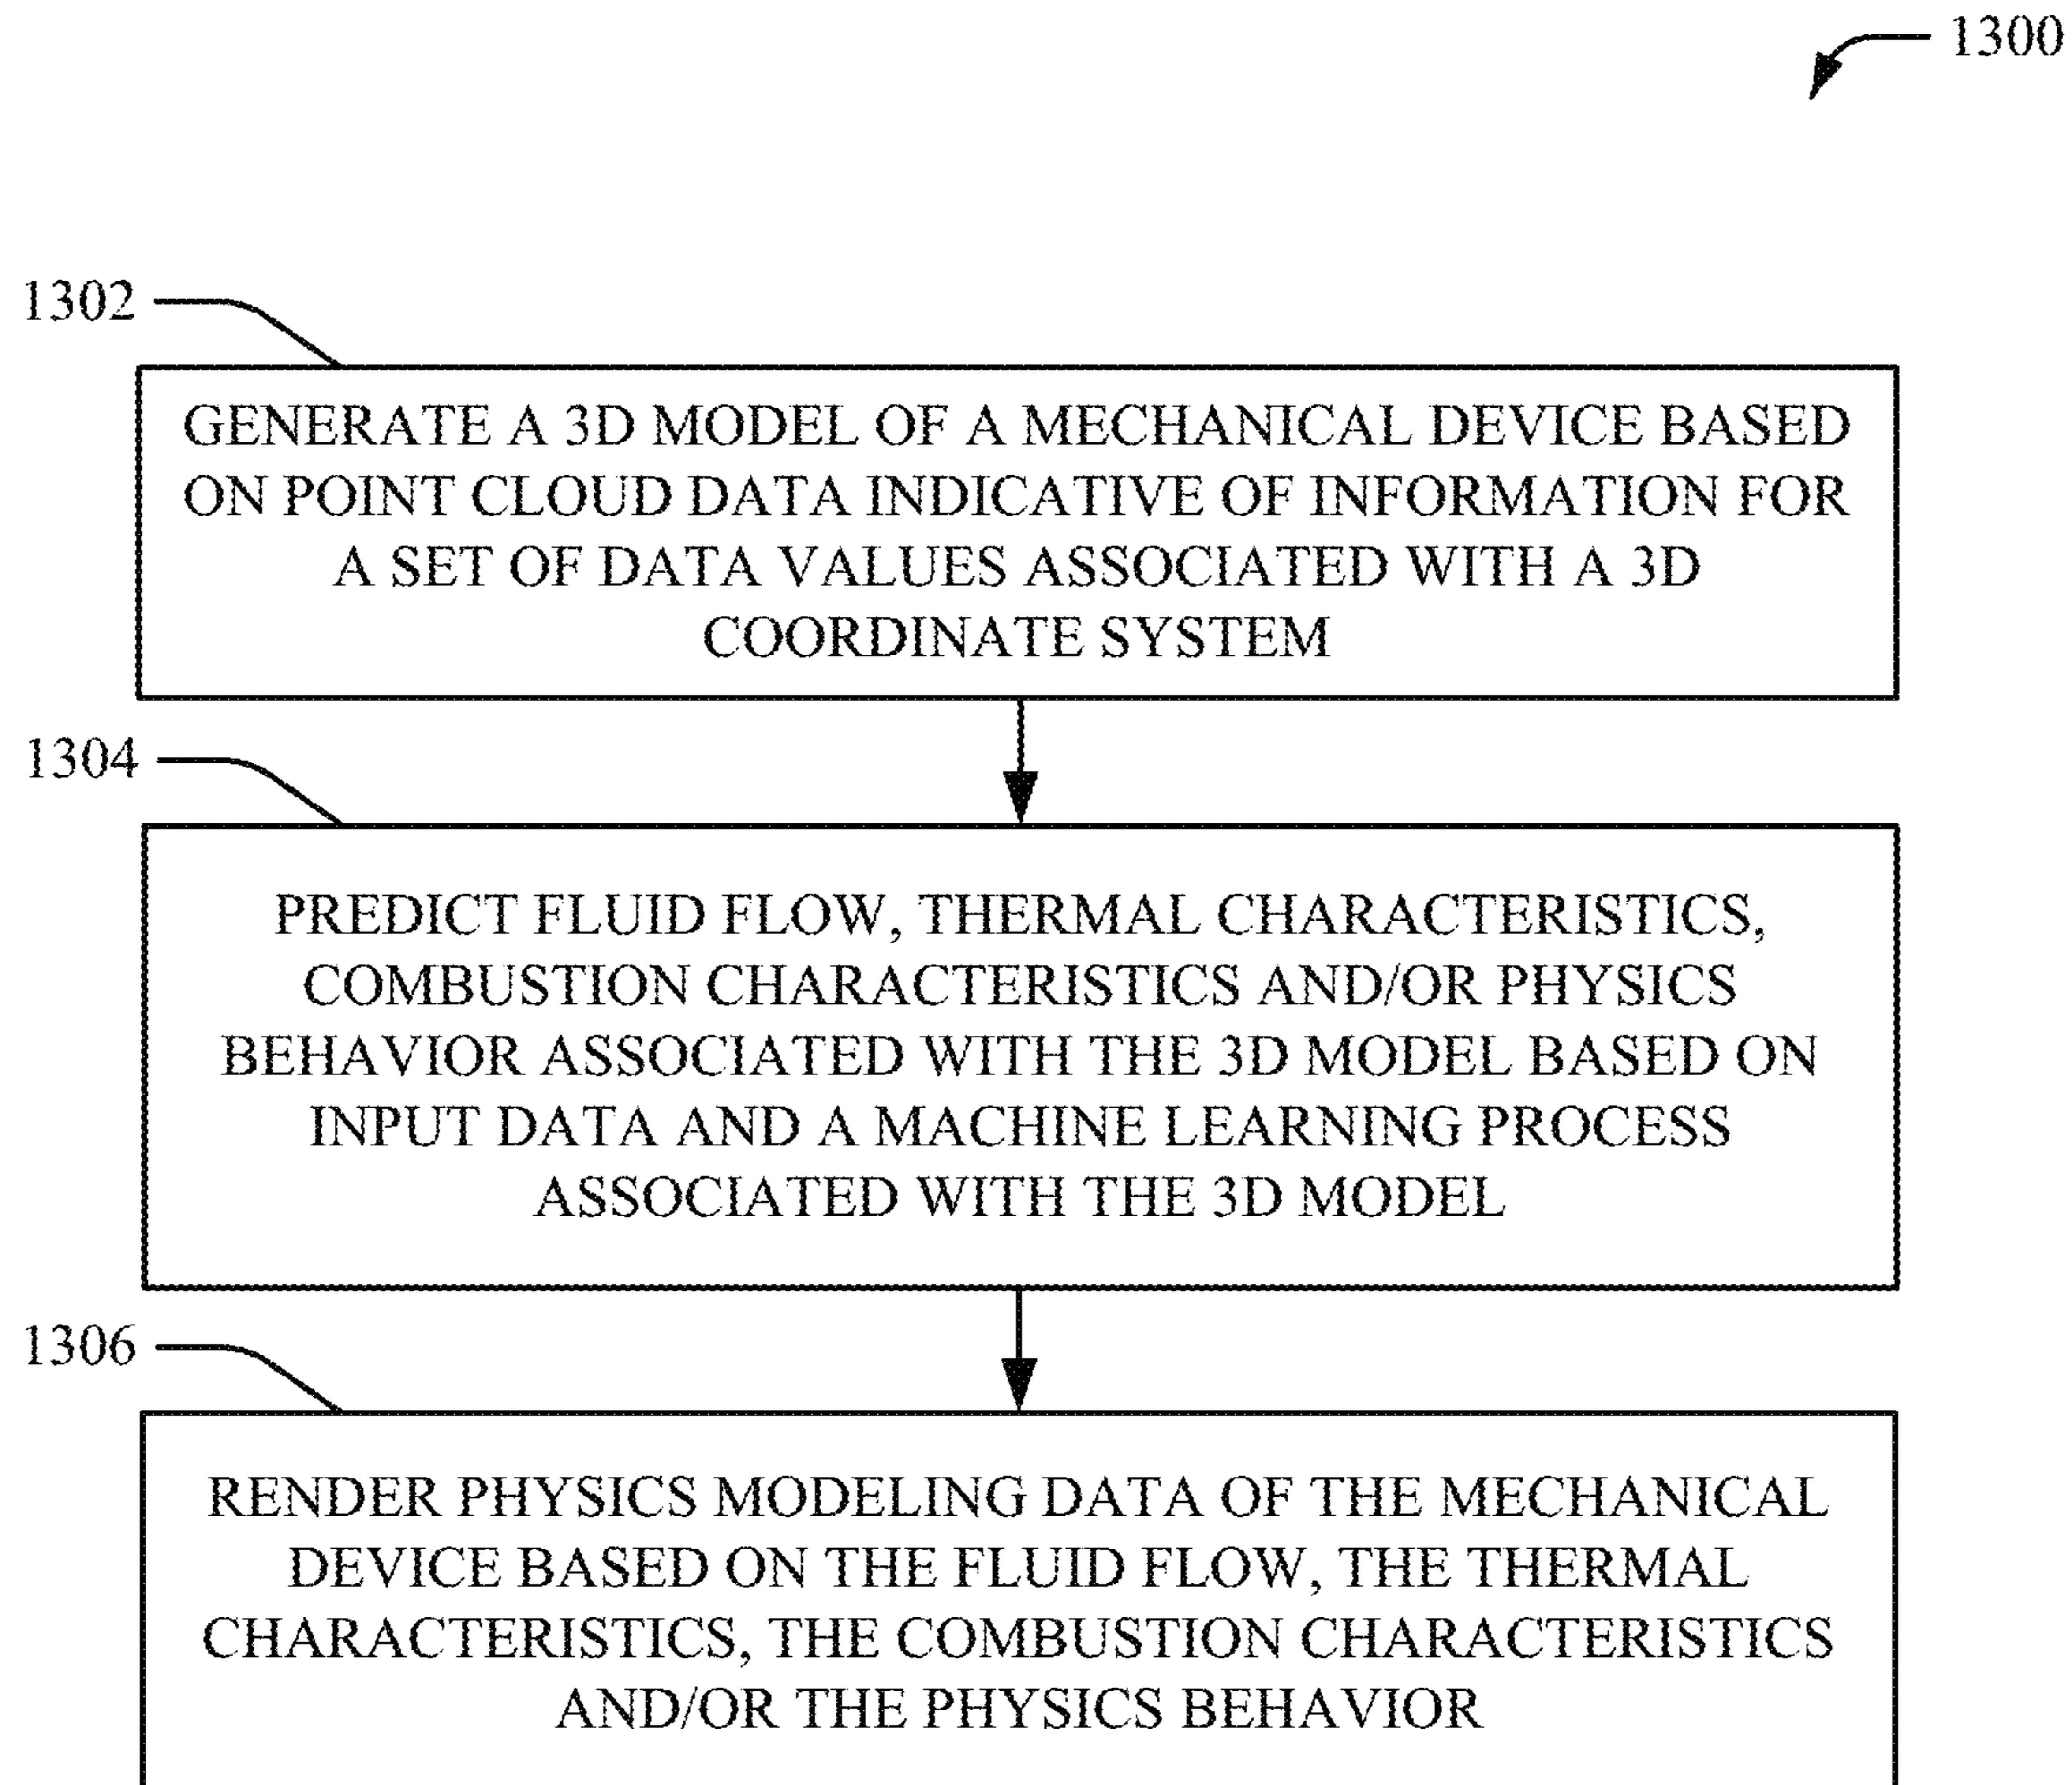 1300
1302
GENERATE A 3D MODEL OF A MECHANICAL DEVICE BASED
ON POINT CLOUD DATA INDICATIVE OF INFORMATION FOR
A SET OF DATA VALUES ASSOCIATED WITH A 3D
COORDINATE SYSTEM
1304
PREDICT FLUID FLOW, THERMAL CHARACTERISTICS,
COMBUSTION CHARACTERISTICS AND/OR PHYSICS
BEHAVIOR ASSOCIATED WITH THE 3D MODEL BASED ON
INPUT DATA AND A MACHINE LEARNING PROCESS
ASSOCIATED WITH THE 3D MODEL
1306
RENDER PHYSICS MODELING DATA OF THE MECHANICAL
DEVICE BASED ON THE FLUID FLOW, THE THERMAL
CHARACTERISTICS, THE COMBUSTION CHARACTERISTICS
AND/OR THE PHYSICS BEHAVIOR